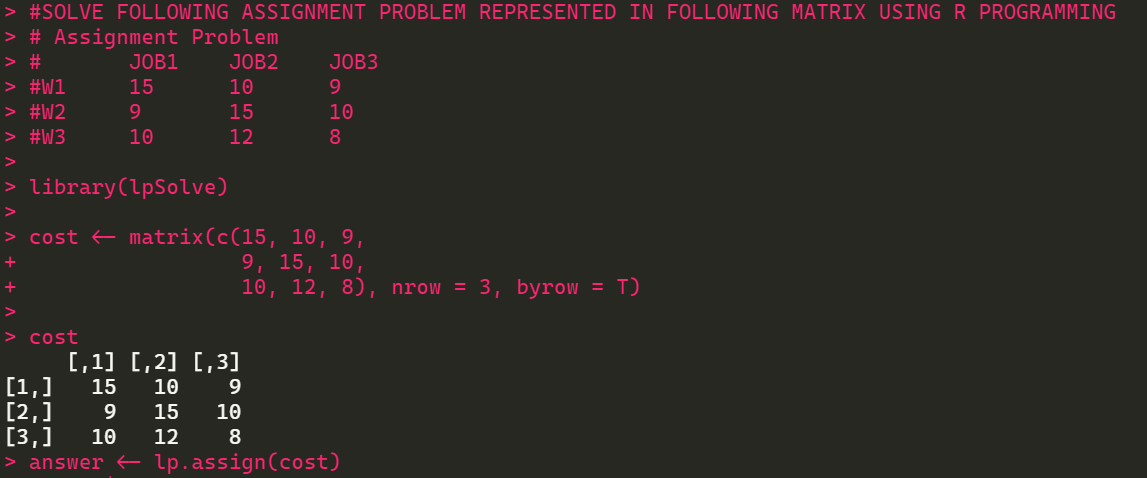 > #SOLVE FOLLOWING ASSIGNMENT PROBLEM REPRESENTED IN FOLLOWING MATRIX USING R PROGRAMMING
> # Assignment Problem
> #       JOB1    JOB2    JOB3
> #W1     15      10      9
> #W2     9       15      10
> #W3     10      12      8
>
> library(lpSolve)
>
> cost <- matrix(c(15, 10, 9,
+                  9, 15, 10,
+                  10, 12, 8), nrow = 3, byrow = T)
>
> cost
     [,1] [,2] [,3]
[1,]   15   10    9
[2,]    9   15   10
[3,]   10   12    8
> answer <- lp.assign(cost)